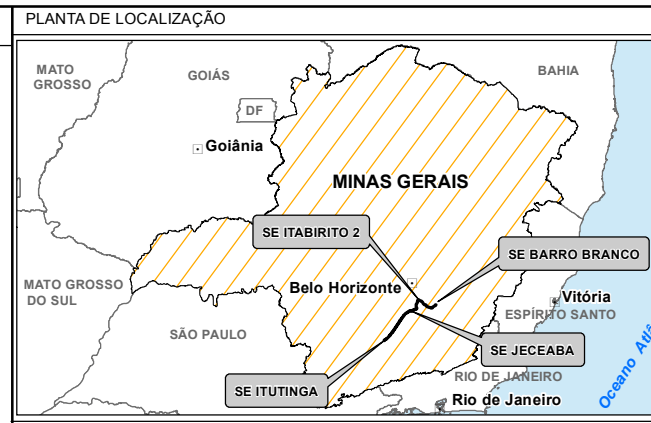 PLANTA DE LOCALIZAÇÃO
MATO
GROSSO
GOIÁS
BAHIA
DF
Goiânia
MINAS GERAIS
SE ITABIRITO 2
SE BARRO BRANCO
Belo Horizonte
MATO GROSSO
DO SUL
Vitória
ESPÍRITO SANTO
SÃO PAULO
SE JECEABA
RIO DE JANEIRO
SE ITUTINGA
Rio de Janeiro
Oceano Atlâ